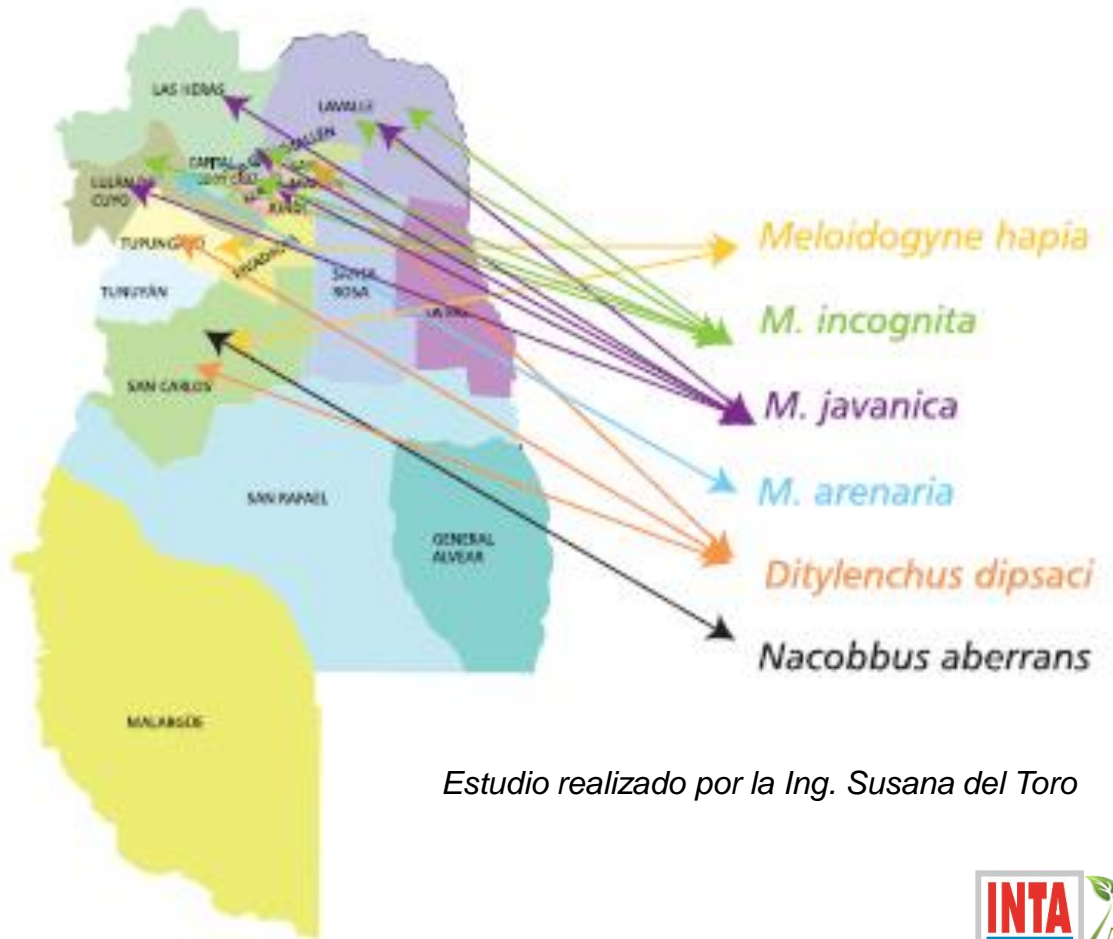 LAS HERAS
LAVALLE
CAPITAL
LUJÁN DE
CUYO
TUPUNGATO
TUNUYÁN
SANTA
ROSA
SAN CARLOS
SAN RAFAEL
GENERAL
ALVEAR
MALARGÜE
Meloidogyne hapia
M. incognita
M. javanica
M. arenaria
Ditylenchus dipsaci
Nacobbus aberrans
Estudio realizado por la Ing. Susana del Toro
INTA